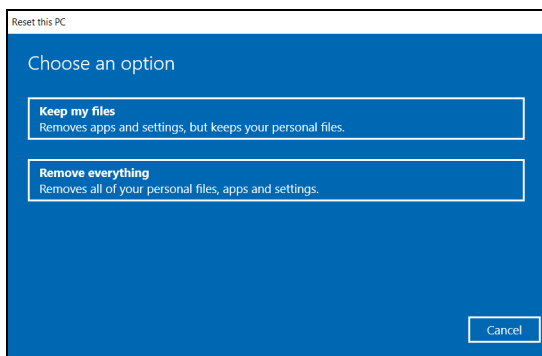 Reset this PC
Choose an option
Keep my files
Removes apps and settings, but keeps your personal files.
Remove everything
Removes all of your personal files, apps and settings.
Cancel